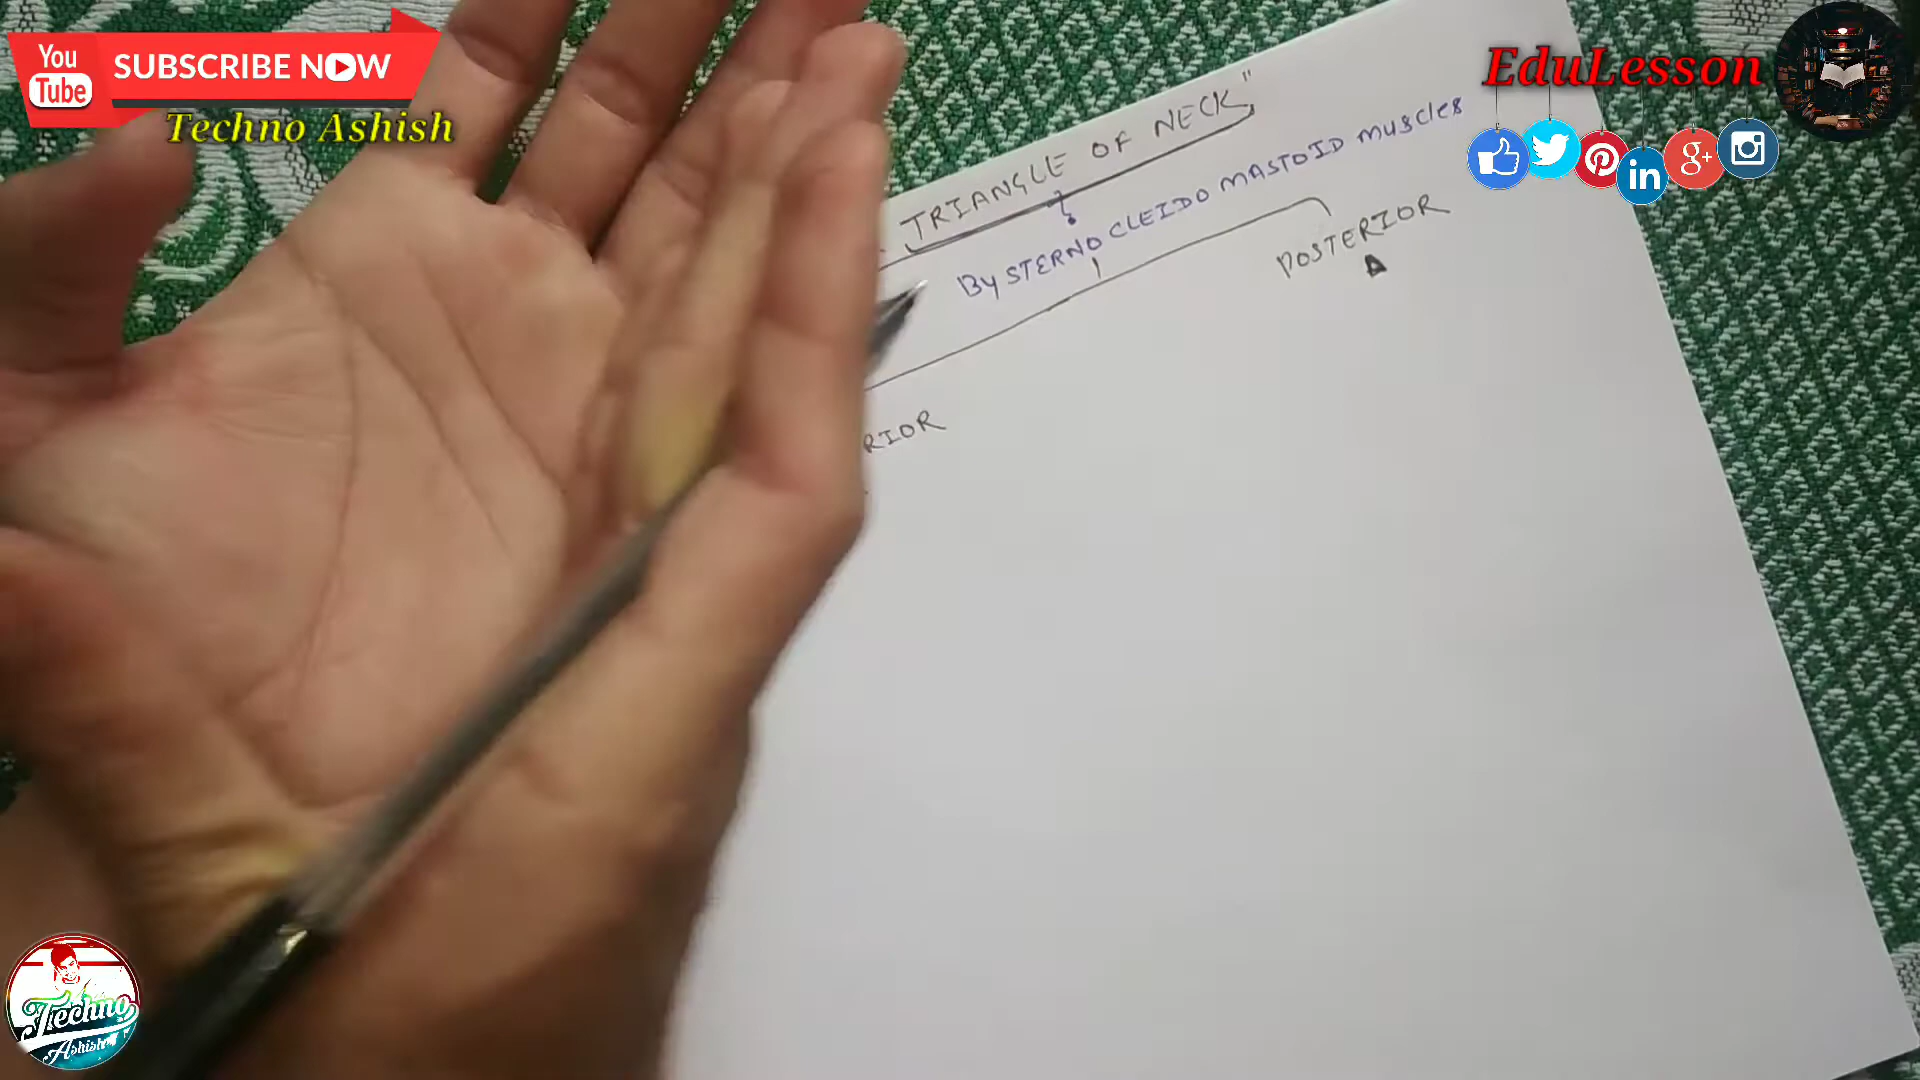 You
Tube
SUBSCRIBE NOW
Techno Ashish
EduLesson
TRIANGLE OF NECK"
By STERNO CLEIDO MASTOID muscles
POSTERIOR
RIOR
in
g+
Techno
Ashish